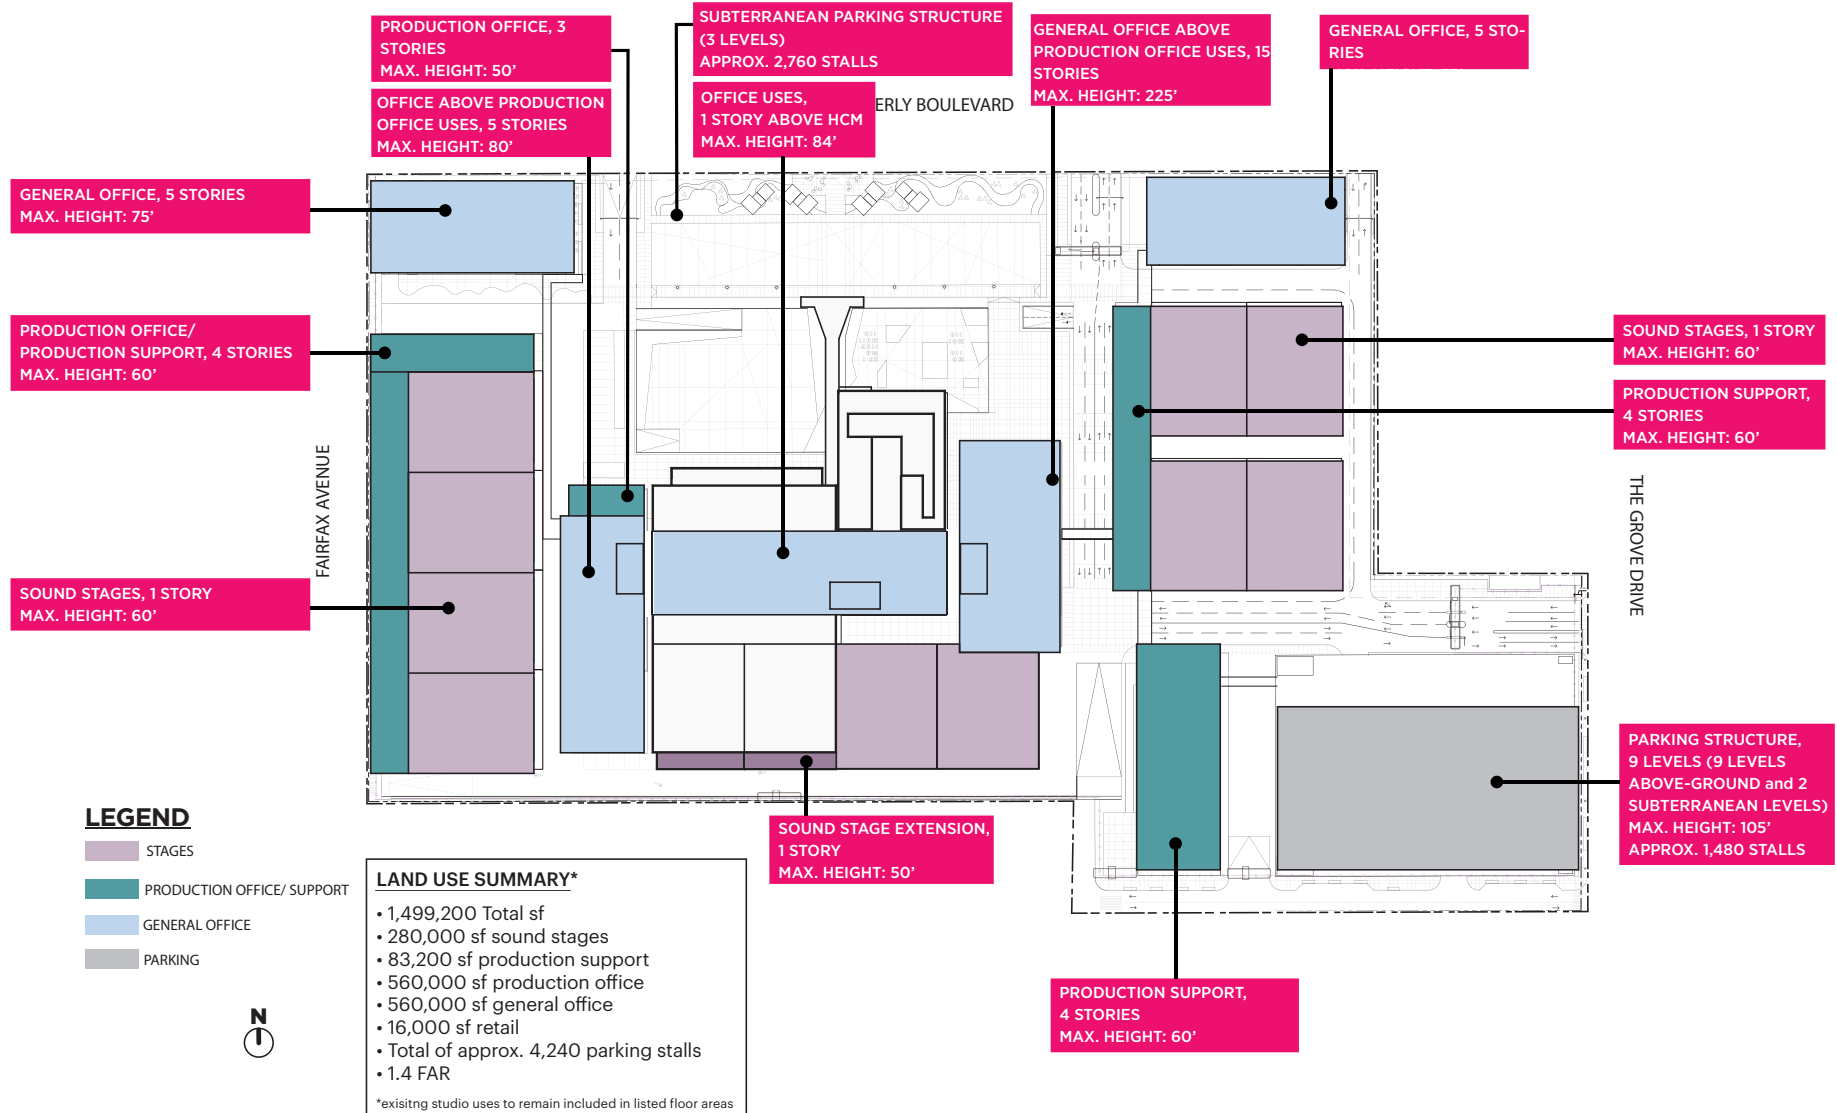 PRODUCTION OFFICE, 3
STORIES
MAX. HEIGHT: 50’
SUBTERRANEAN PARKING STRUCTURE
(3 LEVELS)
APPROX. 2,760 STALLS
GENERAL OFFICE ABOVE
PRODUCTION OFFICE USES, 15
STORIES
MAX. HEIGHT: 225’
GENERAL OFFICE, 5 STO-
RIES
OFFICE ABOVE PRODUCTION
OFFICE USES, 5 STORIES
MAX. HEIGHT: 80’
OFFICE USES,
1 STORY ABOVE HCM
MAX. HEIGHT: 84’
ERLY BOULEVARD
GENERAL OFFICE, 5 STORIES
MAX. HEIGHT: 75’
PRODUCTION OFFICE/
PRODUCTION SUPPORT, 4 STORIES
MAX. HEIGHT: 60’
SOUND STAGES, 1 STORY
MAX. HEIGHT: 60’
PRODUCTION SUPPORT,
4 STORIES
MAX. HEIGHT: 60’
FAIRFAX AVENUE
THE GROVE DRIVE
SOUND STAGES, 1 STORY
MAX. HEIGHT: 60’
PARKING STRUCTURE,
9 LEVELS (9 LEVELS
ABOVE-GROUND and 2
SUBTERRANEAN LEVELS)
MAX. HEIGHT: 105’
APPROX. 1,480 STALLS
SOUND STAGE EXTENSION,
1 STORY
MAX. HEIGHT: 50’
PRODUCTION SUPPORT,
4 STORIES
MAX. HEIGHT: 60’
LEGEND
STAGES
PRODUCTION OFFICE/ SUPPORT
GENERAL OFFICE
PARKING
N
LAND USE SUMMARY*
• 1,499,200 Total sf
• 280,000 sf sound stages
• 83,200 sf production support
• 560,000 sf production office
• 560,000 sf general office
• 16,000 sf retail
• Total of approx. 4,240 parking stalls
• 1.4 FAR
*exisitng studio uses to remain included in listed floor areas